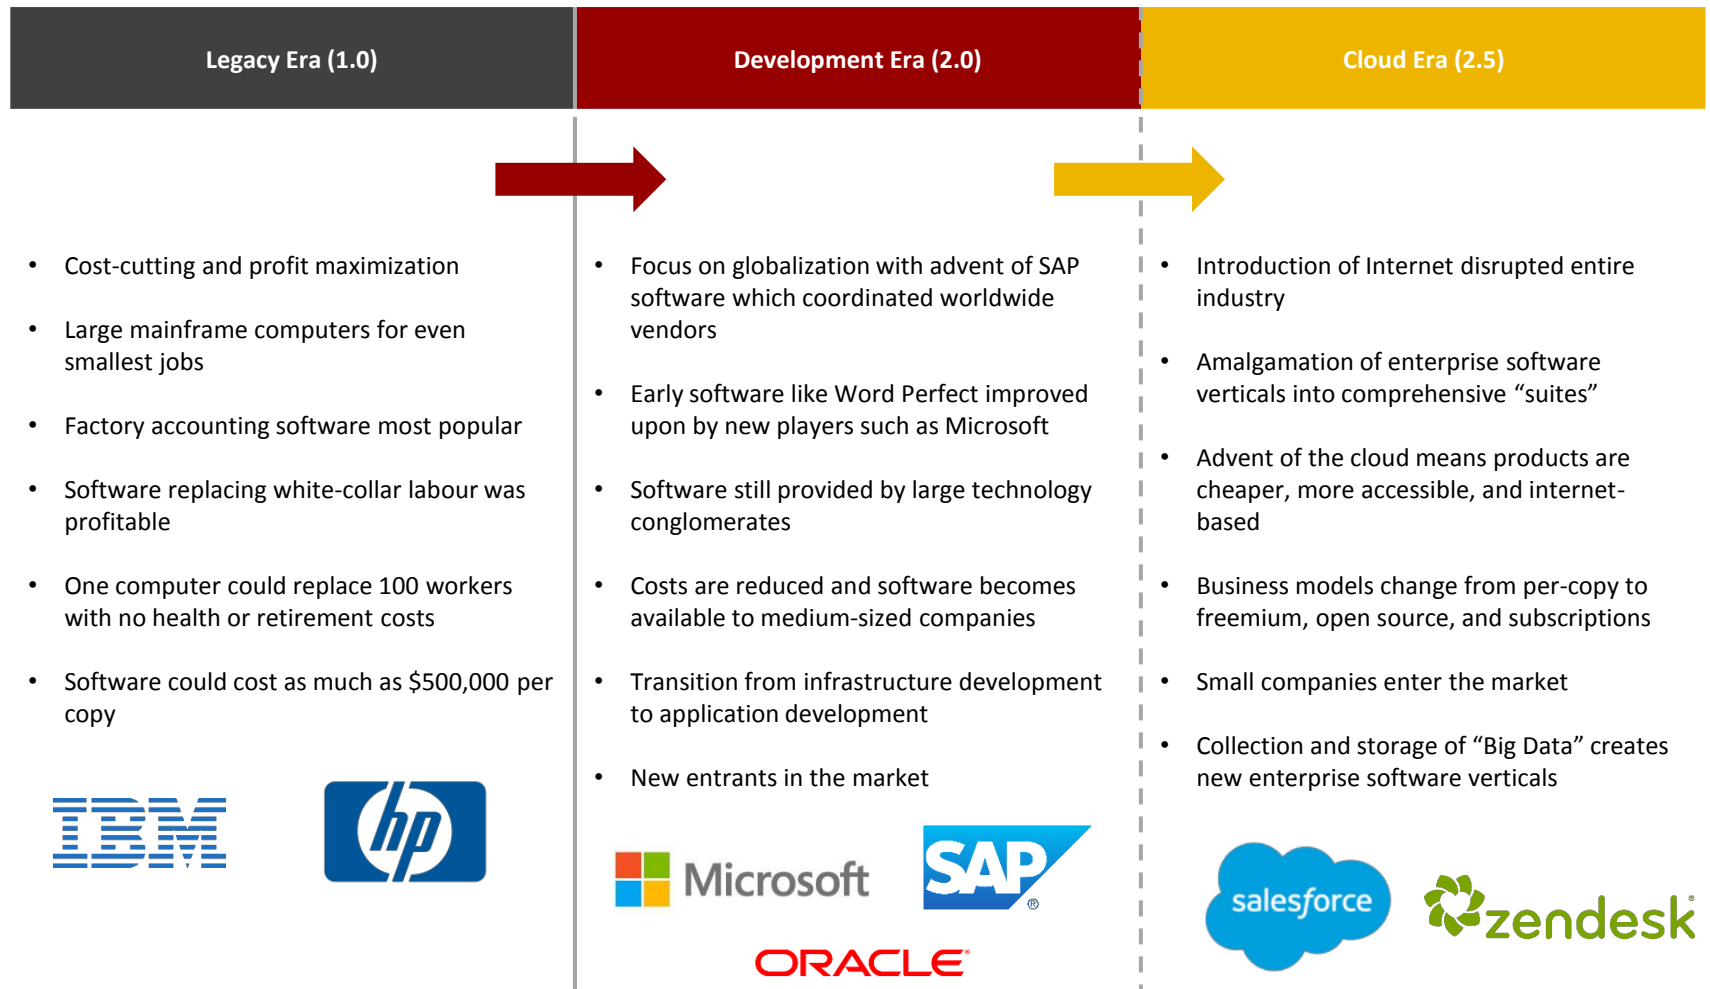 Legacy Era (1.0)
Development Era (2.0)
Cloud Era (2.5)
• Cost-cutting and profit maximization
• Large mainframe computers for even
smallest jobs
• Factory accounting software most popular
• Software replacing white-collar labour was
profitable
• One computer could replace 100 workers
with no health or retirement costs
• Software could cost as much as $500,000 per
copy
IBM
hp
• Focus on globalization with advent of SAP
software which coordinated worldwide
vendors
• Early software like Word Perfect improved
upon by new players such as Microsoft
• Software still provided by large technology
conglomerates
• Costs are reduced and software becomes
available to medium-sized companies
• Transition from infrastructure development
to application development
• New entrants in the market
Microsoft
SAP®
ORACLE®
• Introduction of Internet disrupted entire
industry
• Amalgamation of enterprise software
verticals into comprehensive “suites”
• Advent of the cloud means products are
cheaper, more accessible, and internet-
based
• Business models change from per-copy to
freemium, open source, and subscriptions
• Small companies enter the market
• Collection and storage of “Big Data” creates
new enterprise software verticals
salesforce
zendesk®